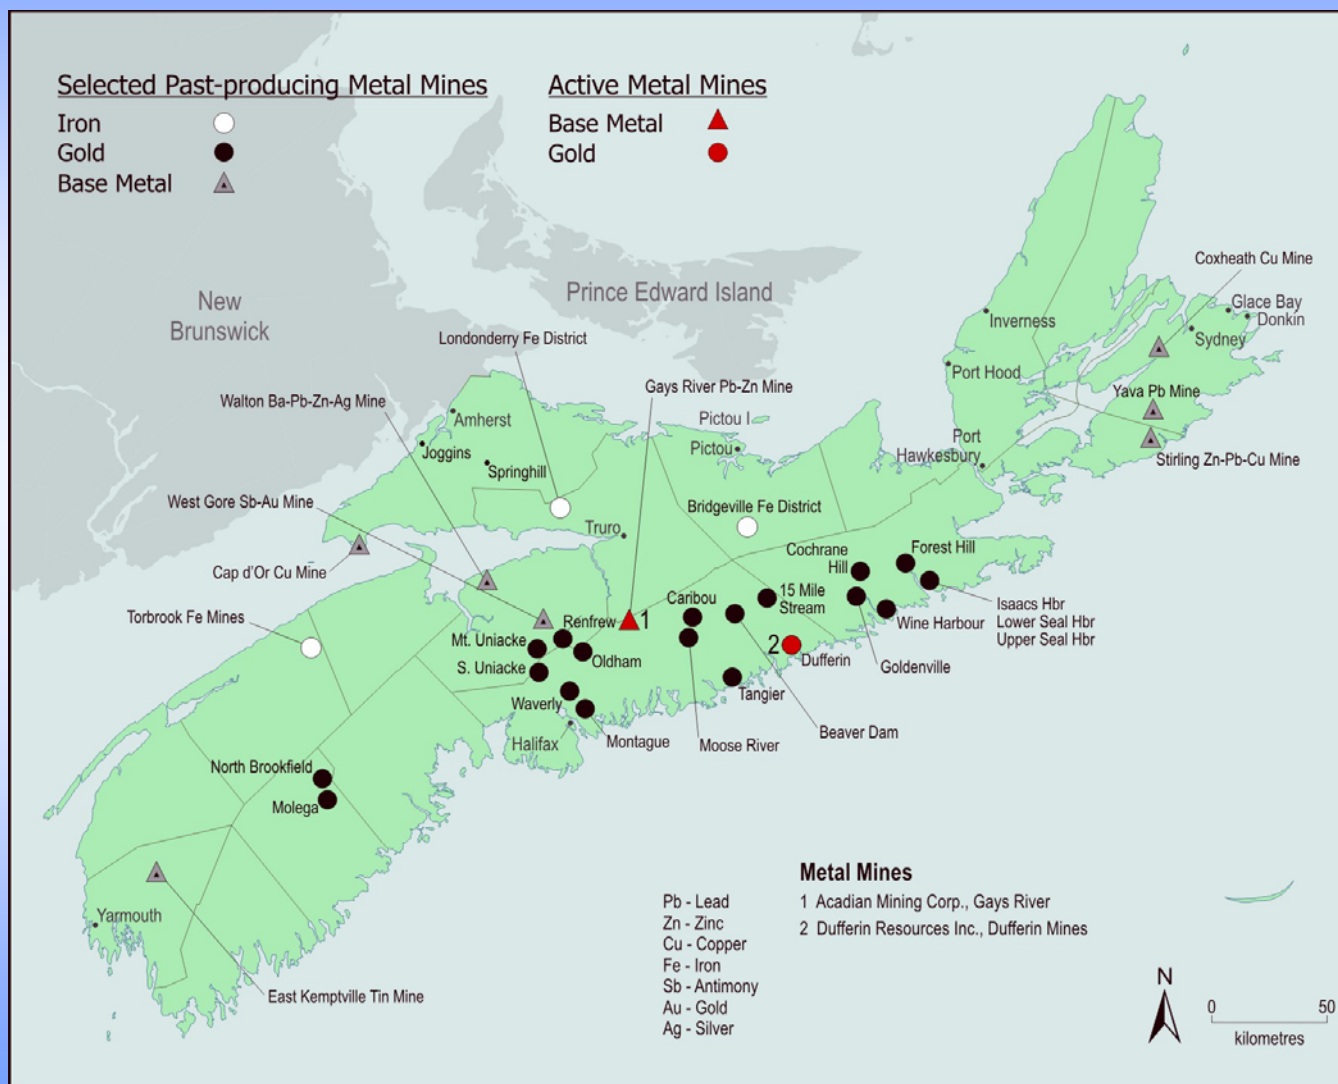 Selected Past-producing Metal Mines
Iron
Gold
Base Metal
Active Metal Mines
Base Metal
Gold
New
Brunswick
Prince Edward Island
Coxheath Cu Mine
Glace Bay
Donkin
Sydney
Inverness
Port Hood
Yava Pb Mine
Port
Hawkesbury
Stirling Zn-Pb-Cu Mine
Londonderry Fe District
Gays River Pb-Zn Mine
Walton Ba-Pb-Zn-Ag Mine
Amherst
Pictou I
Pictou
Joggins
Springhill
West Gore Sb-Au Mine
Bridgeville Fe District
Truro
Cap d'Or Cu Mine
Cochrane
Hill
Forest Hill
Torbrook Fe Mines
Caribou
15 Mile
Stream
Isaacs Hbr
Lower Seal Hbr
Upper Seal Hbr
Wine Harbour
Renfrew
1
Mt. Uniacke
Oldham
S. Uniacke
2
Dufferin
Goldenville
Tangier
Waverly
Halifax
Montague
Moose River
Beaver Dam
North Brookfield
Molega
Yarmouth
East Kemptville Tin Mine
Pb - Lead
Zn - Zinc
Cu - Copper
Fe - Iron
Sb - Antimony
Au - Gold
Ag - Silver
Metal Mines
1 Acadian Mining Corp., Gays River
2 Dufferin Resources Inc., Dufferin Mines
N
0 50
kilometres